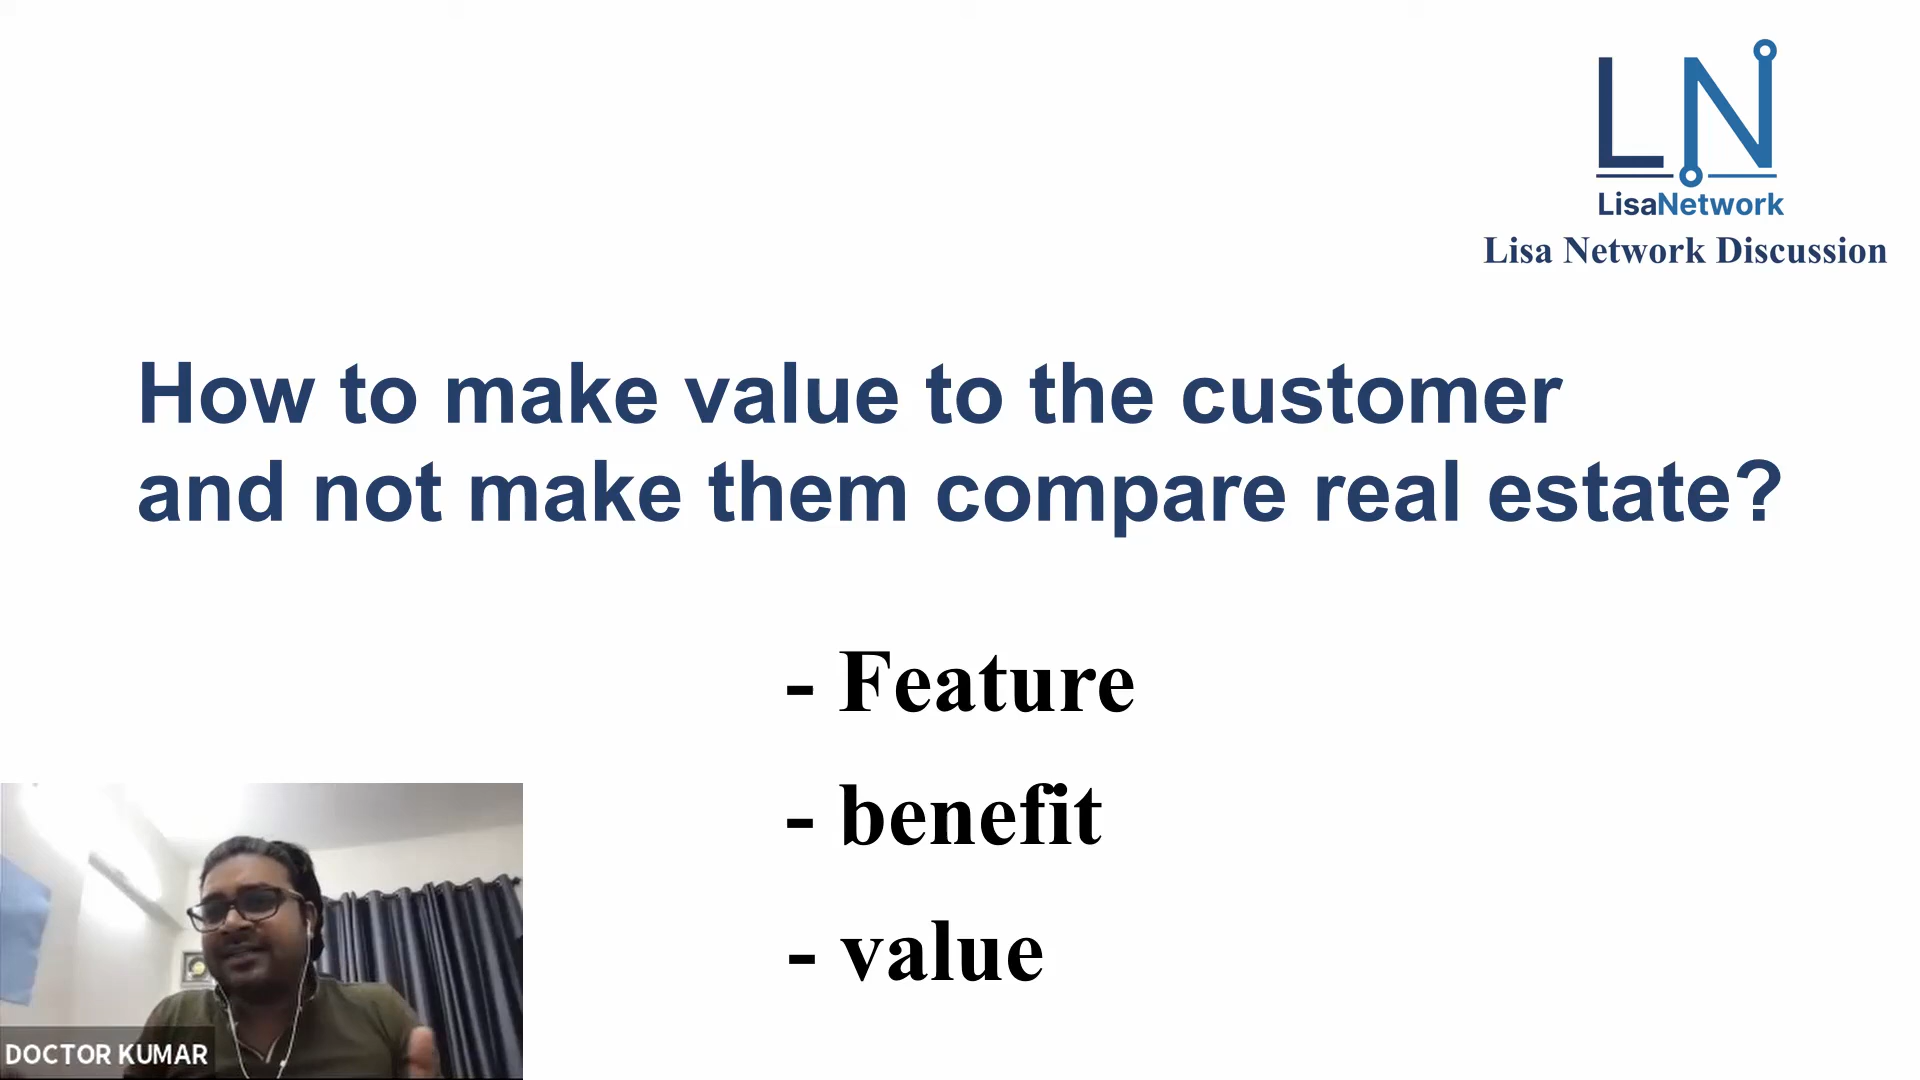 LN
LisaNetwork
Lisa Network Discussion
How to make value to the customer
and not make them compare real estate?
- Feature
- benefit
- value
DOCTOR KUMAR